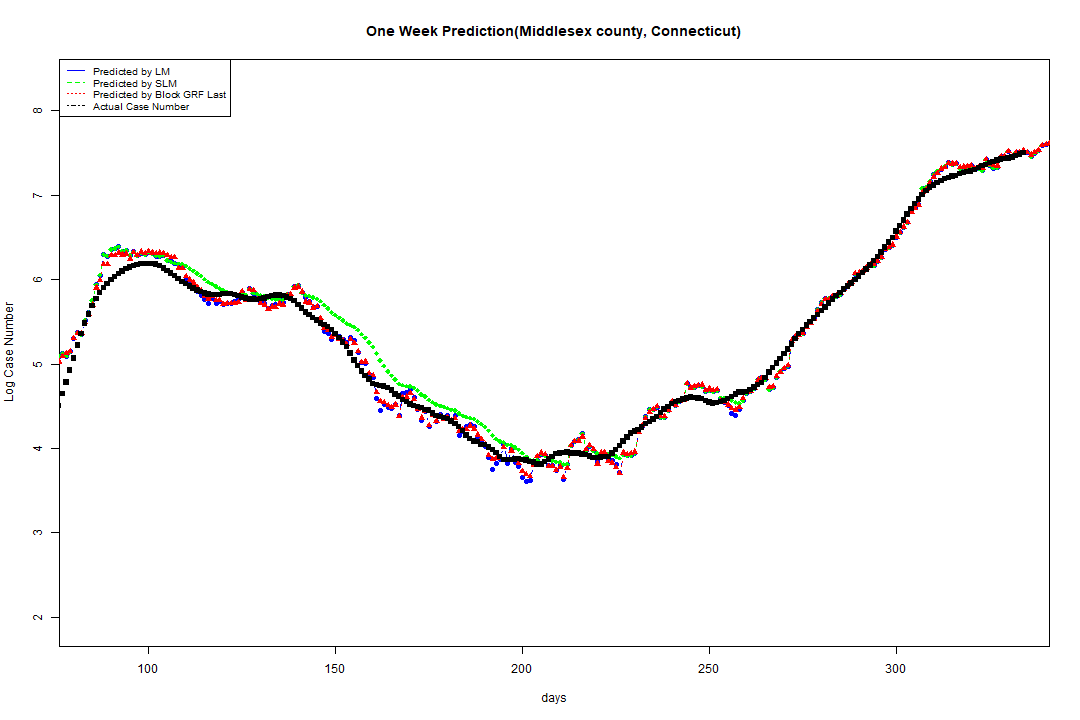 One Week Prediction(Middlesex county, Connecticut)
Predicted by LM
Predicted by SLM
Predicted by Block GRF Last
Actual Case Number
8
7
6
5
4
3
2
Log Case Number
100 150 200 250 300
days